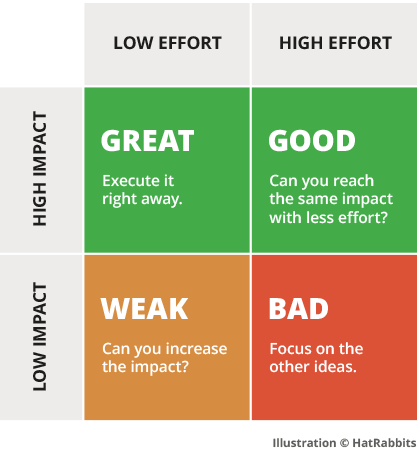 LOW EFFORT
HIGH EFFORT
HIGH IMPACT
GREAT
Execute it
right away.
GOOD
Can you reach
the same impact
with less effort?
LOW IMPACT
WEAK
Can you increase
the impact?
BAD
Focus on the
other ideas.
Illustration © HatRabbits